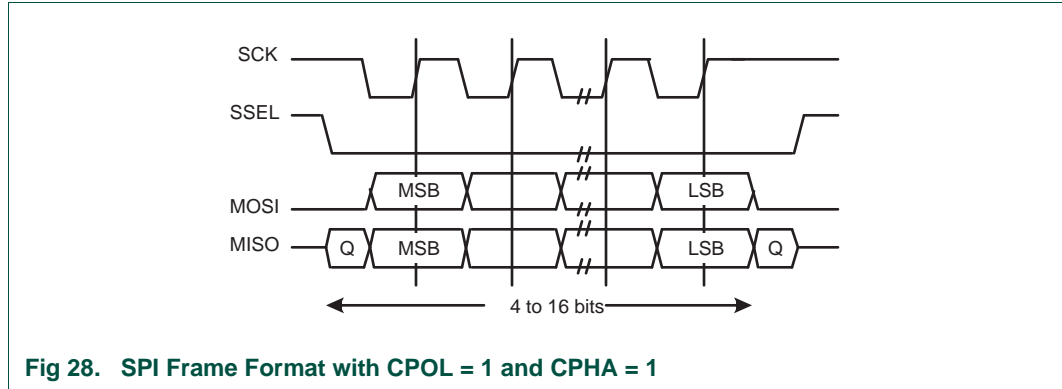 SCK
SSEL
MOSI MSB LSB
MISO Q MSB LSB Q
4 to 16 bits
Fig 28. SPI Frame Format with CPOL = 1 and CPHA = 1